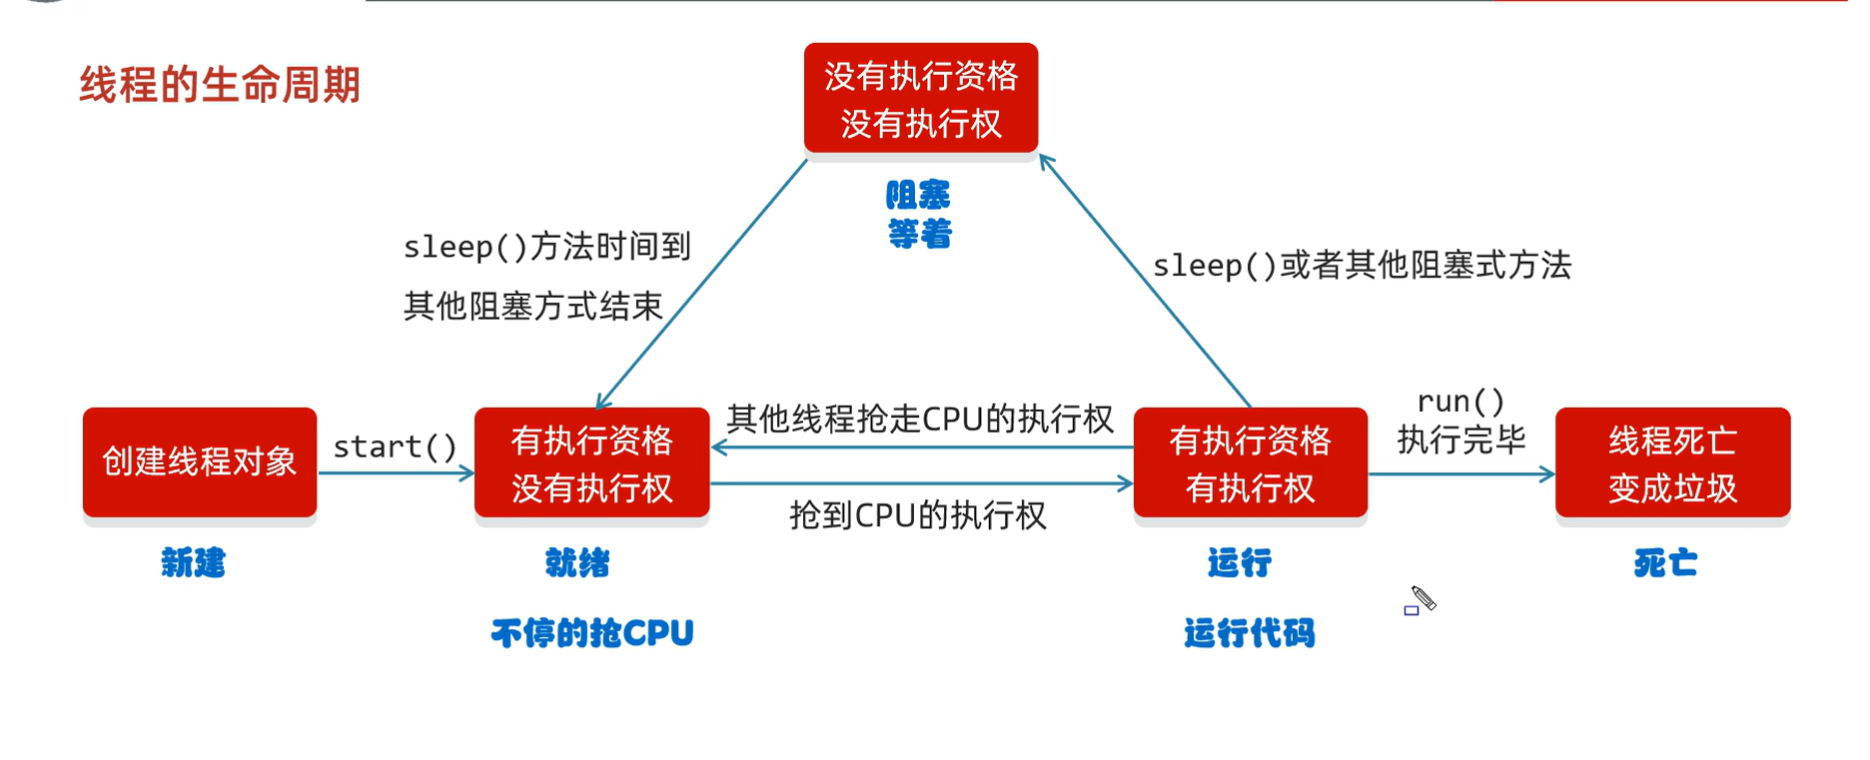 线程的生命周期
没有执行资格
没有执行权
阻塞
等着
sleep()方法时间到
其他阻塞方式结束
sleep()或者其他阻塞式方法
创建线程对象
start()
有执行资格
没有执行权
其他线程抢走CPU的执行权
抢到CPU的执行权
有执行资格
有执行权
run()
执行完毕
线程死亡
变成垃圾
新建
就绪
运行
死亡
不停的抢CPU
运行代码